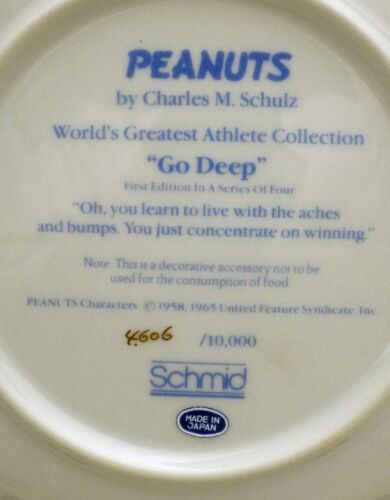 PEANUTS
by Charles M. Schulz
World's Greatest Athlete Collection
"Go Deep"
First Edition In A Series Of Four
"Oh, you learn to live with the aches
and bumps. You just concentrate on winning."
Note: This is a decorative accessory not to be
used for the consumption of food.
PEANUTS Characters: © 1958, 1965 United Feature Syndicate, Inc.
4606 /10,000
Schmid
MADE IN
JAPAN